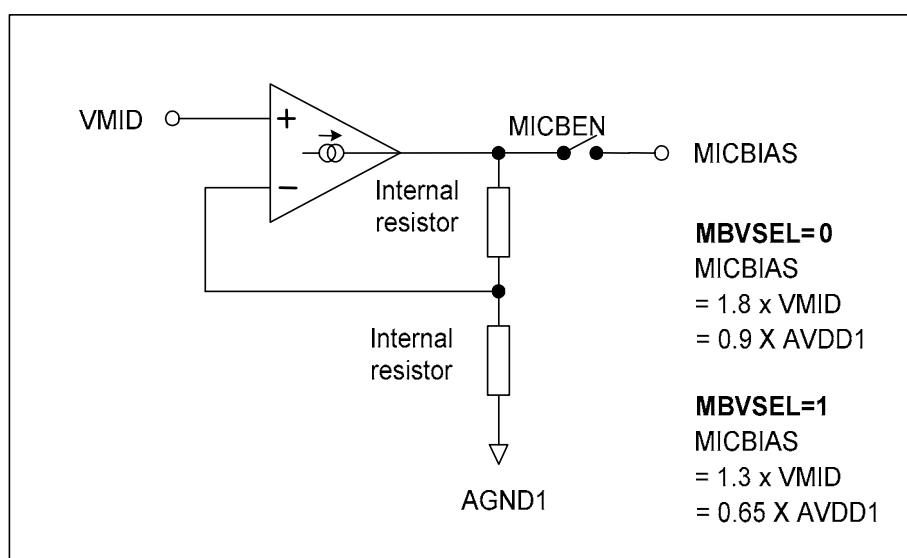 MICBEN
VMID
+
MICBIAS
−
Internal
resistor
MBVSEL=0
MICBIAS
= 1.8 x VMID
= 0.9 X AVDD1
Internal
resistor
MBVSEL=1
MICBIAS
= 1.3 x VMID
= 0.65 X AVDD1
AGND1